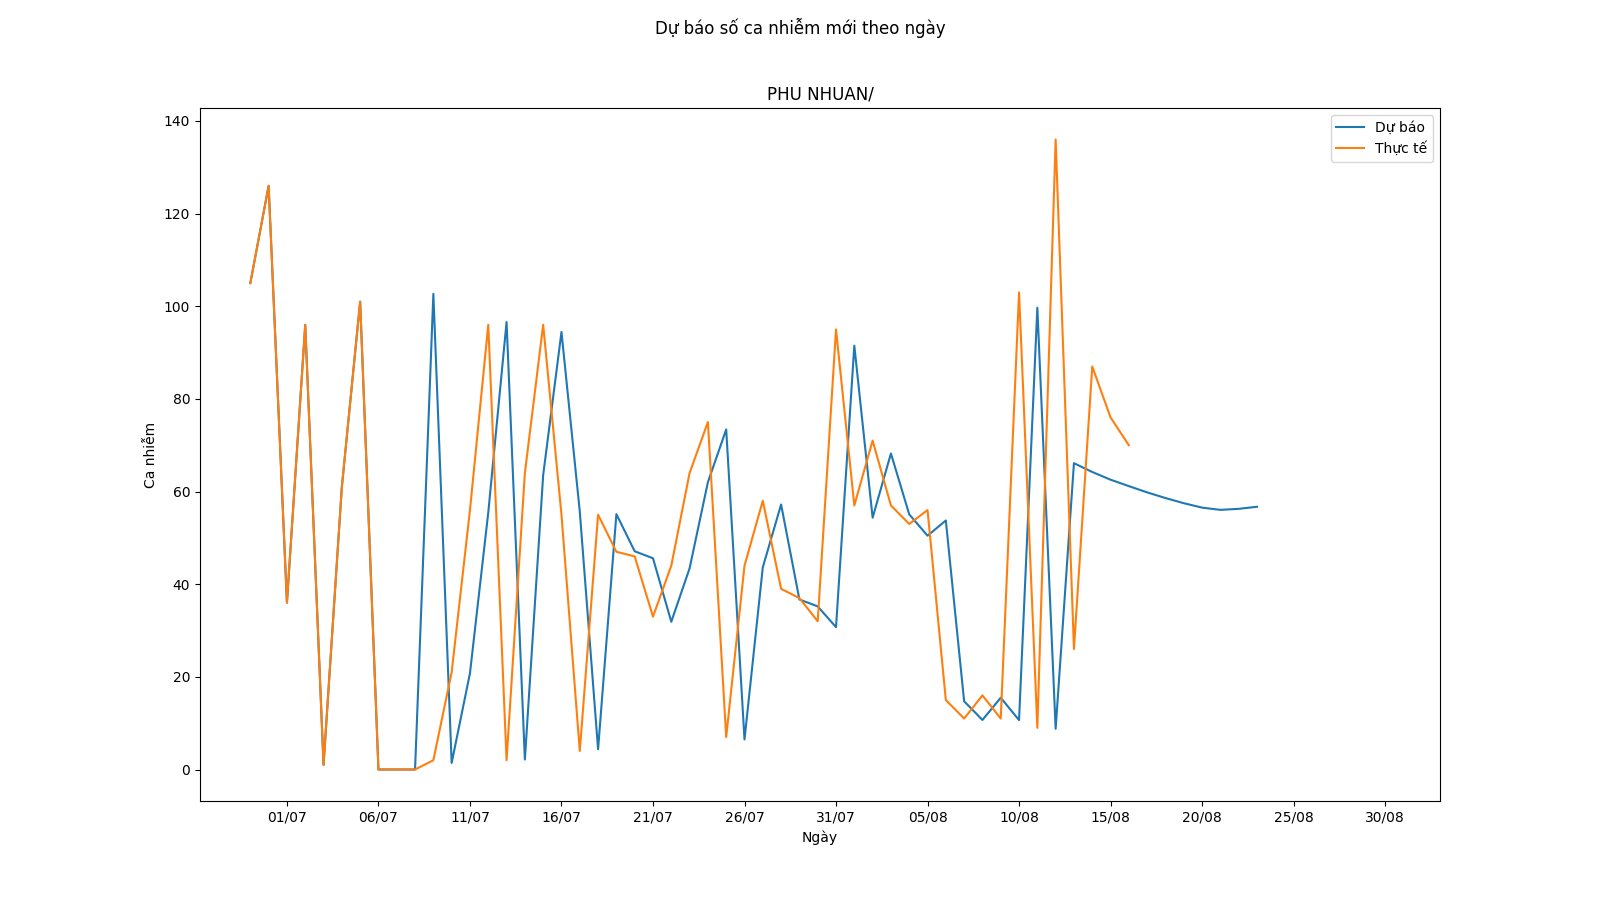 Dự báo số ca nhiễm mới theo ngày
PHU NHUAN/
Dự báo
Thực tế
Ca nhiễm
140
120
100
80
60
40
20
0
01/07 06/07 11/07 16/07 21/07 26/07 31/07 05/08 10/08 15/08 20/08 25/08 30/08
Ngày